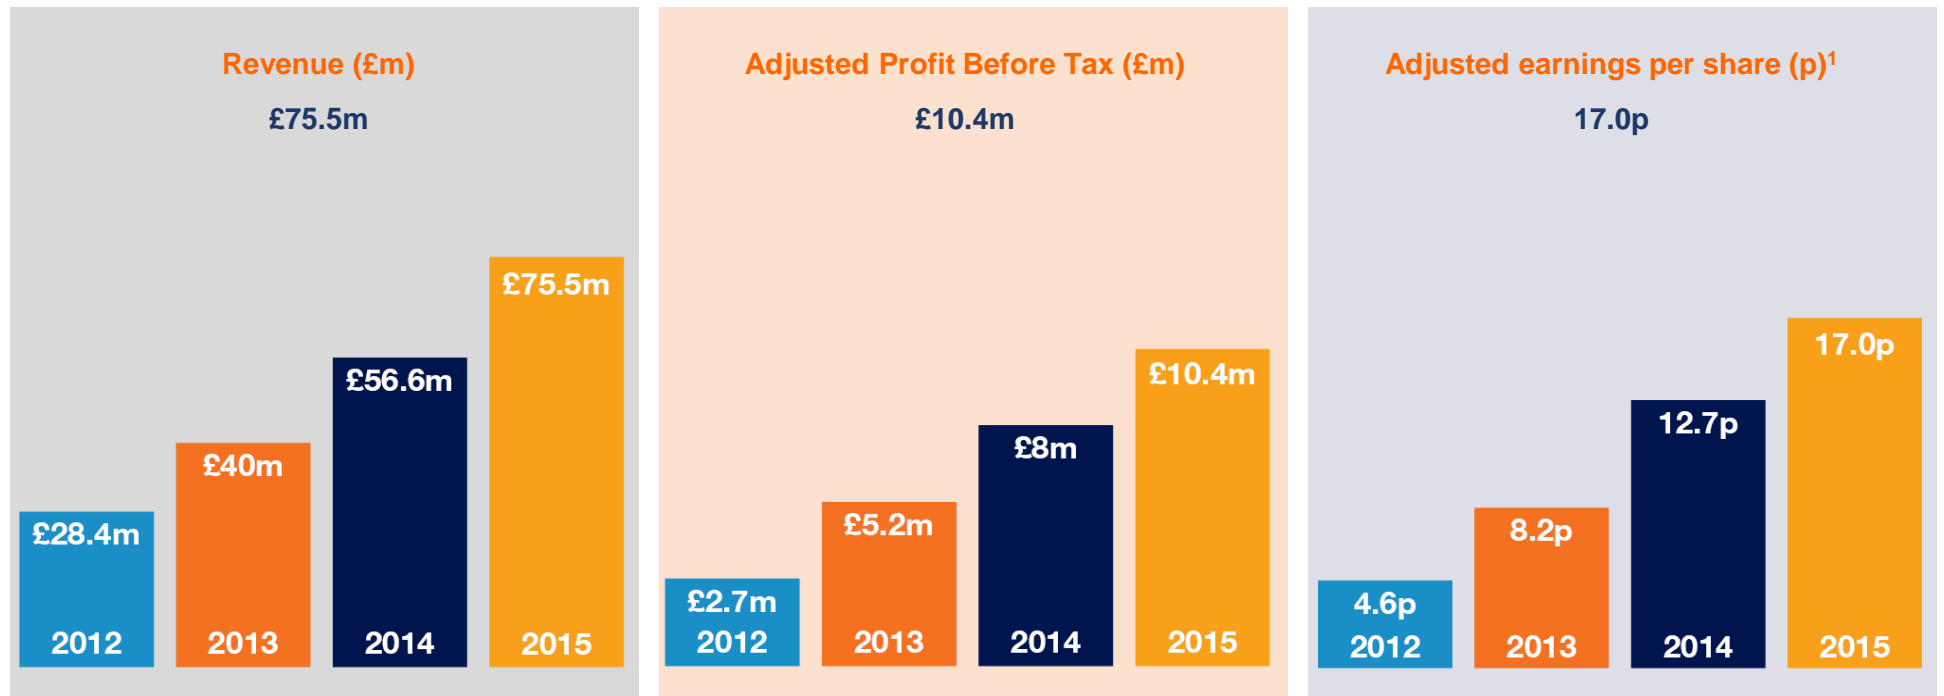 Revenue (£m)
£75.5m
£28.4m
2012
£40m
2013
£56.6m
2014
£75.5m
2015
Adjusted Profit Before Tax (£m)
£10.4m
£2.7m
2012
£5.2m
2013
£8m
2014
£10.4m
2015
Adjusted earnings per share (p)¹
17.0p
4.6p
2012
8.2p
2013
12.7p
2014
17.0p
2015